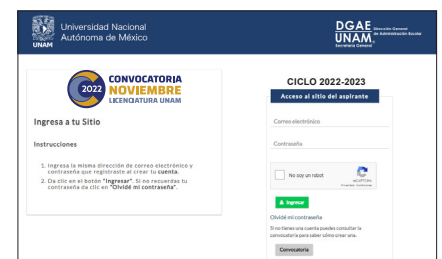 UNAM
Universidad Nacional
Autónoma de México
DGAE
UNAM
Dirección General
de Administración Escolar
Secretaría General
2022
CONVOCATORIA
NOVIEMBRE
LICENCIATURA UNAM
Ingresa a tu Sitio
Instrucciones
1. Ingresa la misma dirección de correo electrónico y
contraseña que registraste al crear tu cuenta.
2. Da clic en el botón "Ingresar". Si no recuerdas tu
contraseña da clic en "Olvidé mi contraseña".
CICLO 2022-2023
Acceso al sitio del aspirante
Correo electrónico
Contraseña
No soy un robot
reCAPTCHA
Ingresar
Olvidé mi contraseña
Si no tienes una cuenta puedes consultar la
convocatoria para saber cómo crear una.
Convocatoria